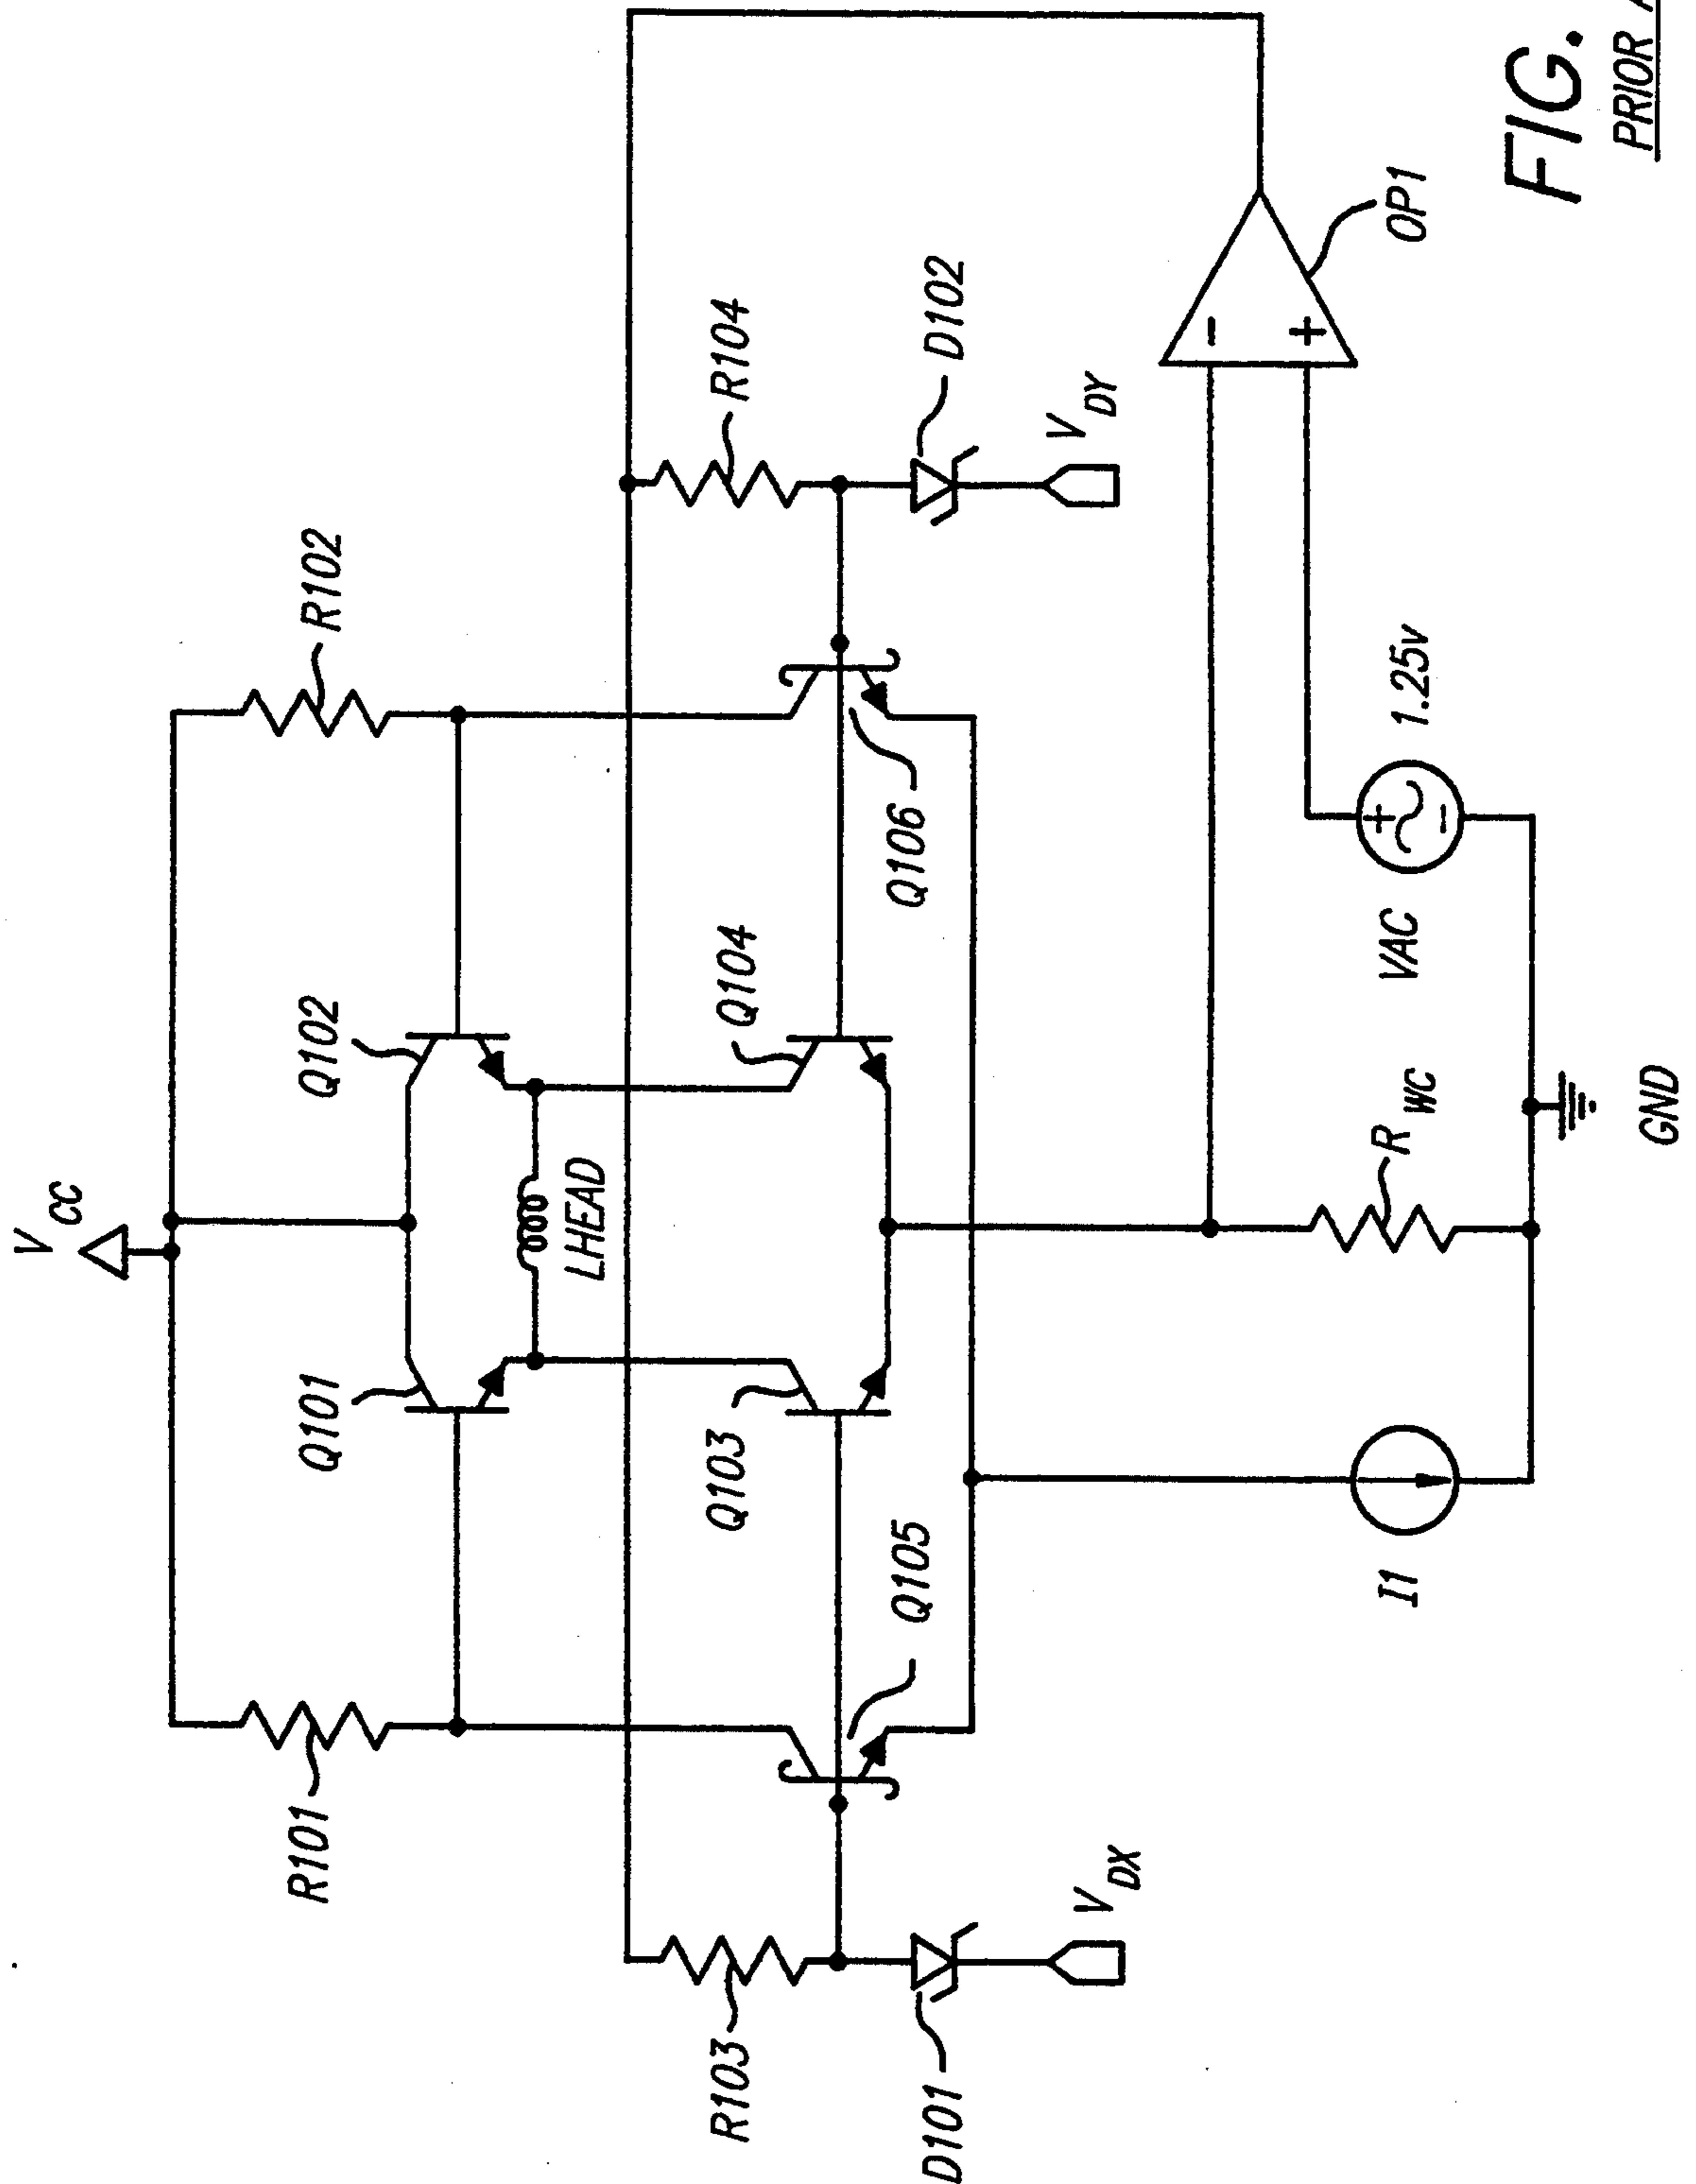 V CC
R101
Q101
Q102
R102
LHEAD
R103
Q105
Q103
Q104
Q106
R104
D101
V DX
D102
V DY
I1
R WC
VAC
1.25v
-
+
OP1
+
-
GND
FIG.
PRIOR